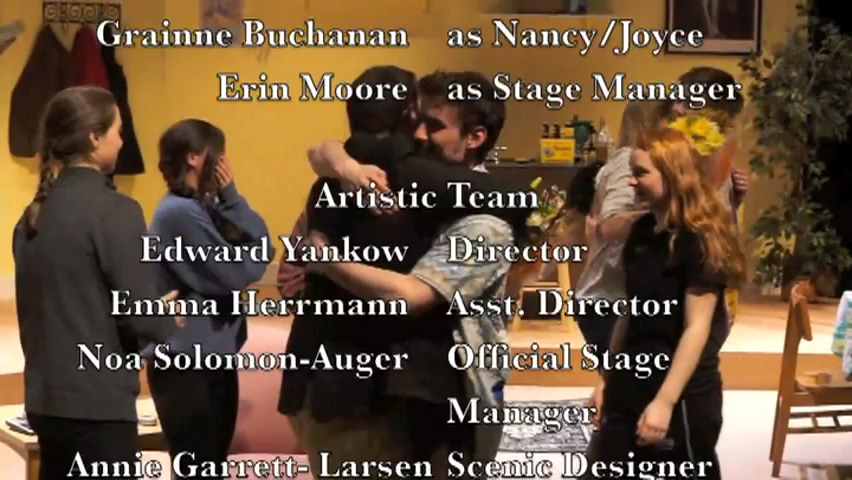 Grainne Buchanan as Nancy/Joyce
Erin Moore as Stage Manager
Artistic Team
Edward Yankow Director
Emma Herrmann Asst. Director
Noa Solomon-Auger Official Stage
Manager
Annie Garrett- Larsen Scenic Designer